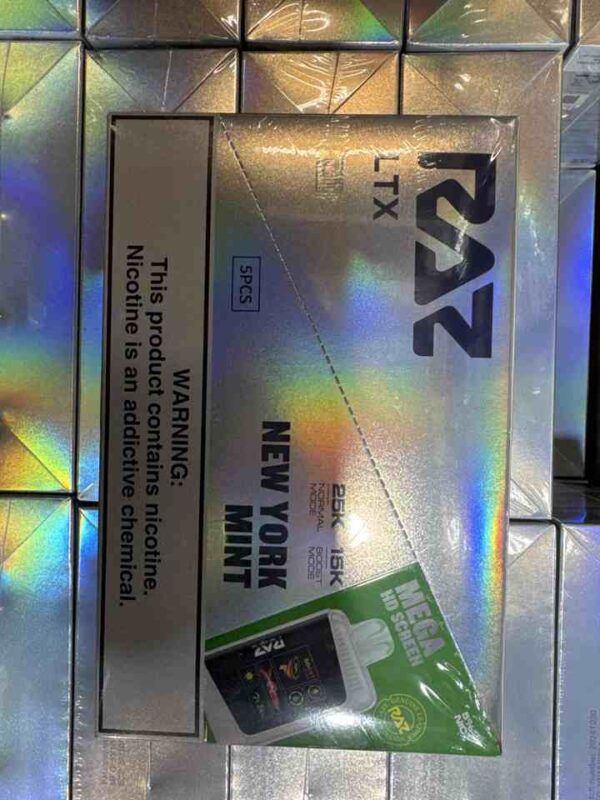 RAZ
LTX
5PCS
25K
NORMAL
MODE
15K
BOOST
MODE
NEW YORK
MINT
MEGA
HD SCREEN
RAZ
WARNING:
This product contains nicotine.
Nicotine is an addictive chemical.